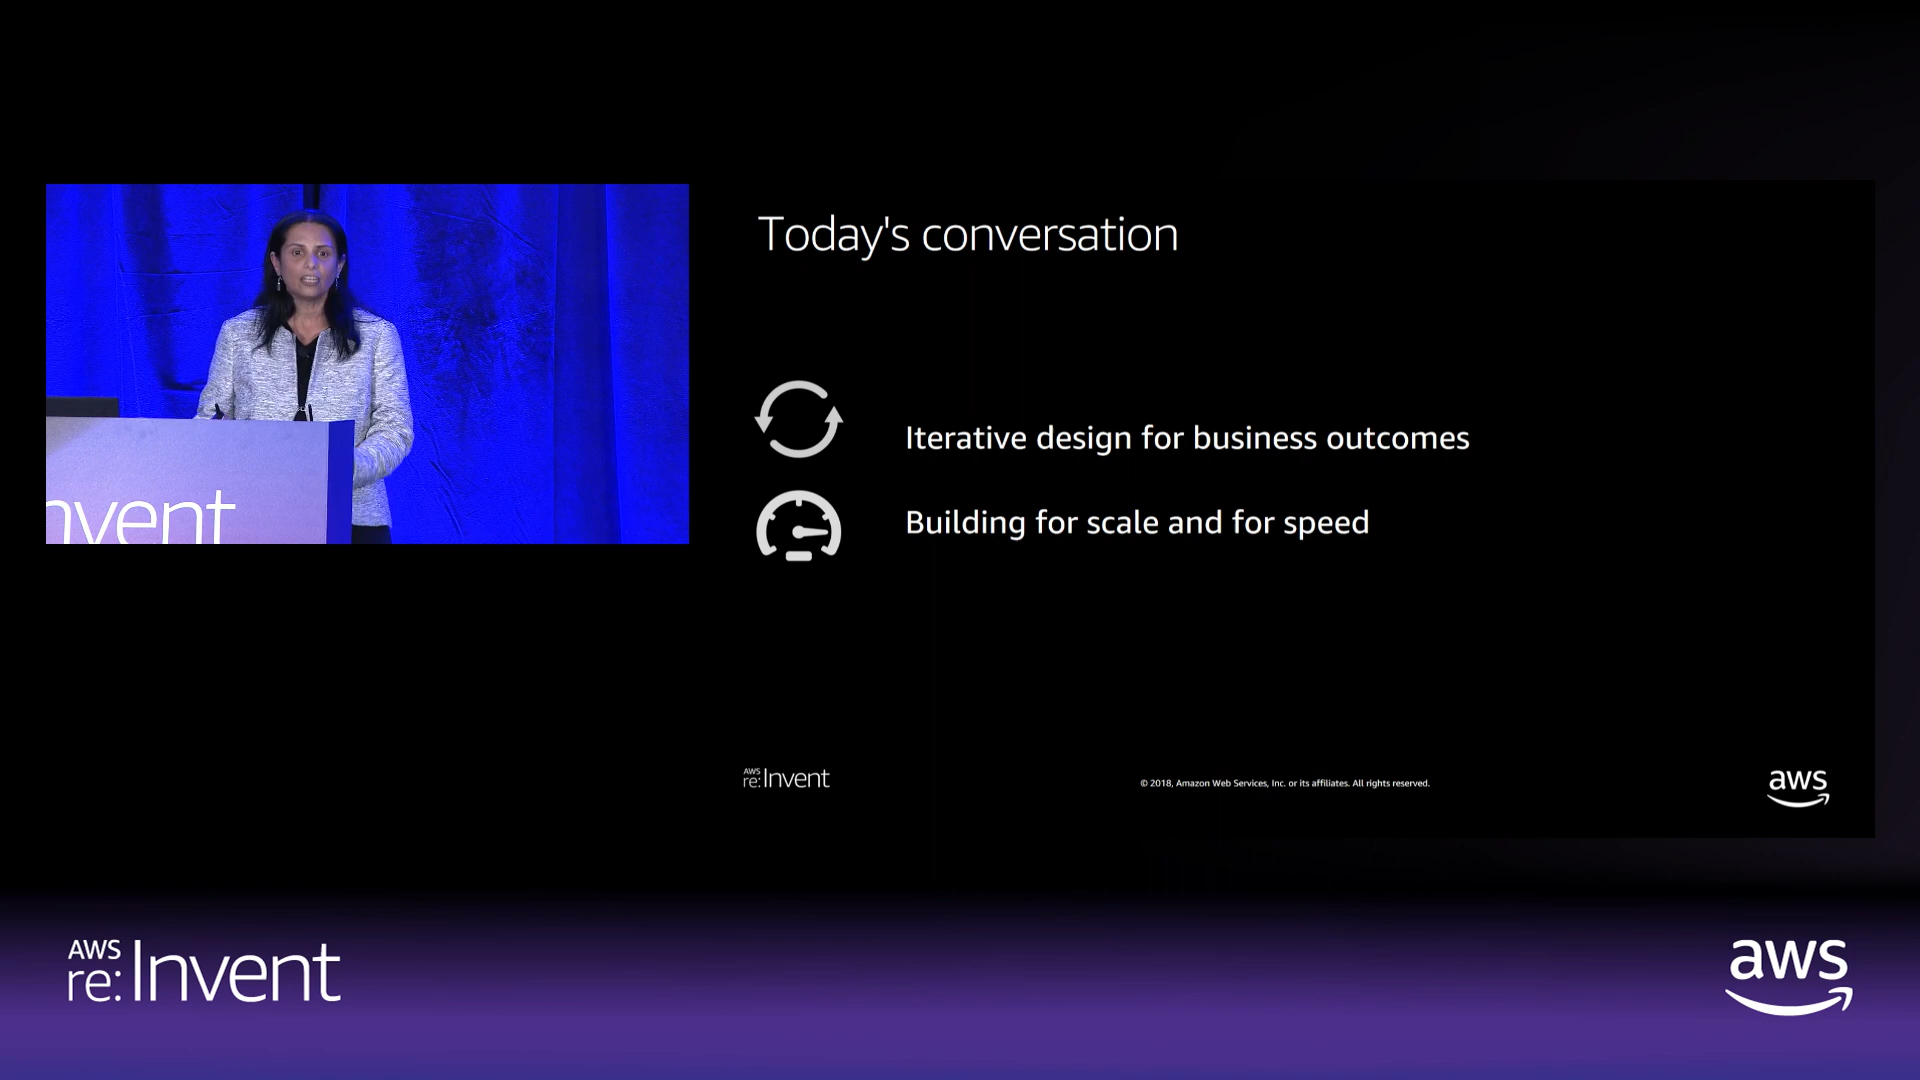 Today's conversation
Iterative design for business outcomes
Building for scale and for speed
nvent
AWS
re:Invent
© 2018, Amazon Web Services, Inc. or its affiliates. All rights reserved.
aws
AWS
re:Invent
aws